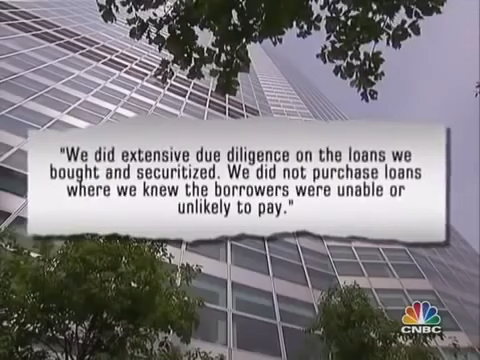 "We did extensive due diligence on the loans we
bought and securitized. We did not purchase loans
where we knew the borrowers were unable or
unlikely to pay."
CNBC